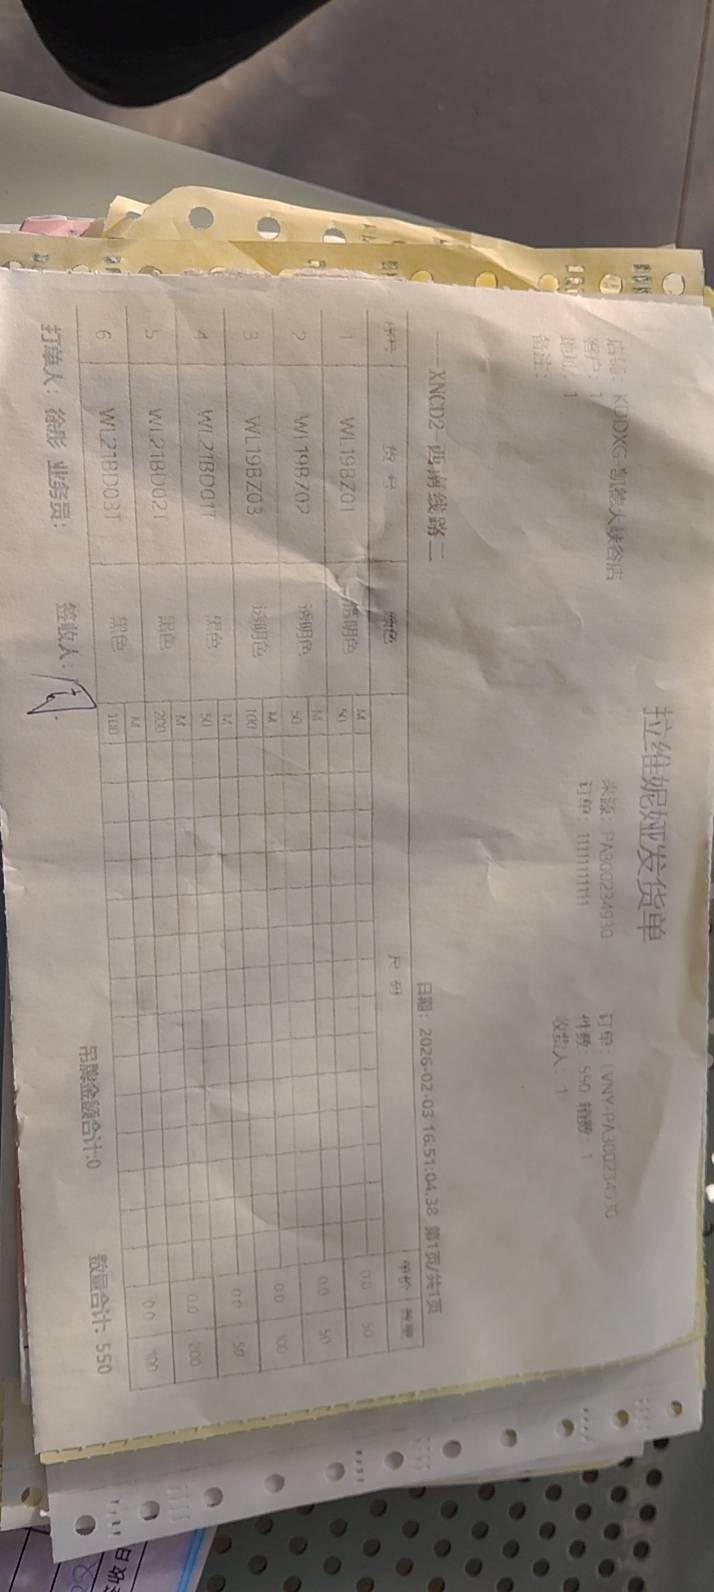 拉维妮娅发货单
店铺: KDDXG-凯德大峡谷店 来源: PA300234930 订单: LVNY-PA300234930
客户: 1 订单: 1111111111 件数: 550 箱数: 1
地址: 1 收货人: 1
备注:
----XNCD2-西南线路二 日期: 2026-02-03 16:51:04.38 第1页/共1页
序号 货号 颜色 尺码 单价 数量
1 WL19BZ01 透明色 M 50 0.0 50
2 WL19BZ02 透明色 M 50 0.0 50
3 WL19BZ03 透明色 M 100 0.0 100
4 WL21BD01T 黑色 M 50 0.0 50
5 WL21BD02T 黑色 M 200 0.0 200
6 WL21BD03T 黑色 M 100 0.0 100
吊牌金额合计:0 数量合计: 550
打单人: 徐彪 业务员: 签收人: